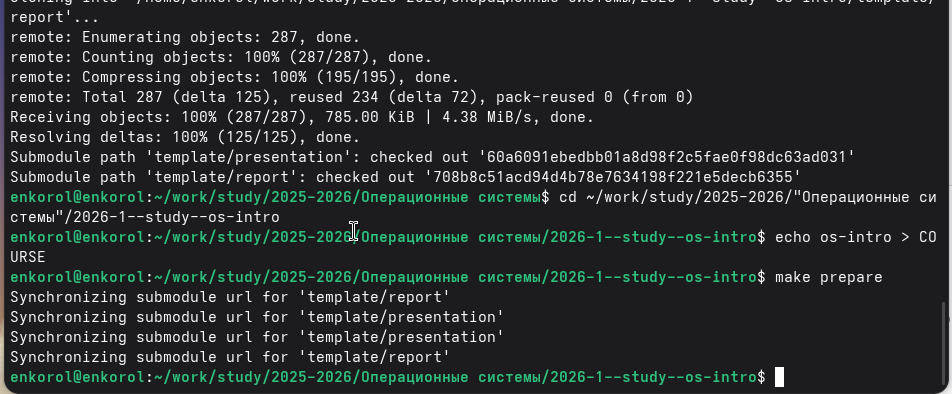 report'...
remote: Enumerating objects: 287, done.
remote: Counting objects: 100% (287/287), done.
remote: Compressing objects: 100% (195/195), done.
remote: Total 287 (delta 125), reused 234 (delta 72), pack-reused 0 (from 0)
Receiving objects: 100% (287/287), 785.00 KiB | 4.38 MiB/s, done.
Resolving deltas: 100% (125/125), done.
Submodule path 'template/presentation': checked out '60a6091ebedbb01a8d98f2c5fae0f98dc63ad031'
Submodule path 'template/report': checked out '708b8c51acd94d4b78e7634198f221e5decb6355'
enkorol@enkorol:~/work/study/2025-2026/Операционные системы$ cd ~/work/study/2025-2026/"Операционные си
стемы"/2026-1--study--os-intro
enkorol@enkorol:~/work/study/2025-2026/Операционные системы/2026-1--study--os-intro$ echo os-intro > CO
URSE
enkorol@enkorol:~/work/study/2025-2026/Операционные системы/2026-1--study--os-intro$ make prepare
Synchronizing submodule url for 'template/report'
Synchronizing submodule url for 'template/presentation'
Synchronizing submodule url for 'template/presentation'
Synchronizing submodule url for 'template/report'
enkorol@enkorol:~/work/study/2025-2026/Операционные системы/2026-1--study--os-intro$